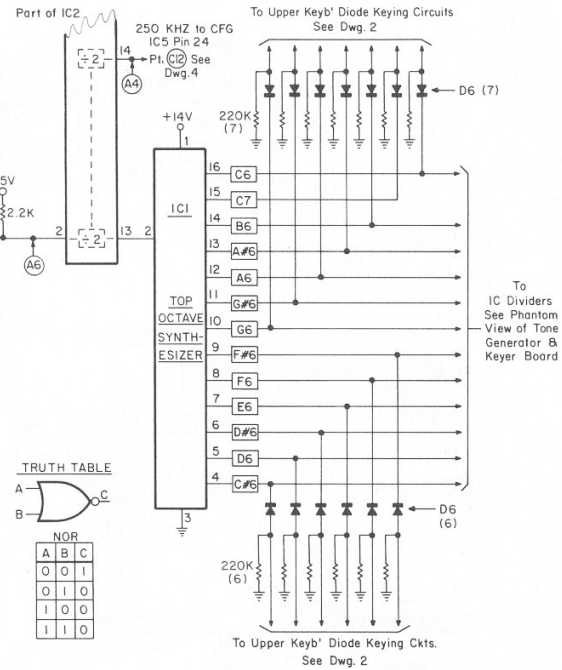 Part of IC2
÷2
14
A4
250 KHZ to CFG
IC5 Pin 24
Pt. C12 See
Dwg.4
To Upper Keyb' Diode Keying Circuits
See Dwg. 2
D6 (7)
220K
(7)
+14V
1
5V
2.2K
A6
2
÷2
13
2
IC1
TOP
OCTAVE
SYNTH-
ESIZER
3
16 C6
15 C7
14 B6
13 A#6
12 A6
11 G#6
10 G6
9 F#6
8 F6
7 E6
6 D#6
5 D6
4 C#6
To
IC Dividers
See Phantom
View of Tone
Generator &
Keyer Board
D6
(6)
220K
(6)
To Upper Keyb' Diode Keying Ckts.
See Dwg. 2
TRUTH TABLE
A
B
C
NOR
A B C
0 0 1
0 1 0
1 0 0
1 1 0